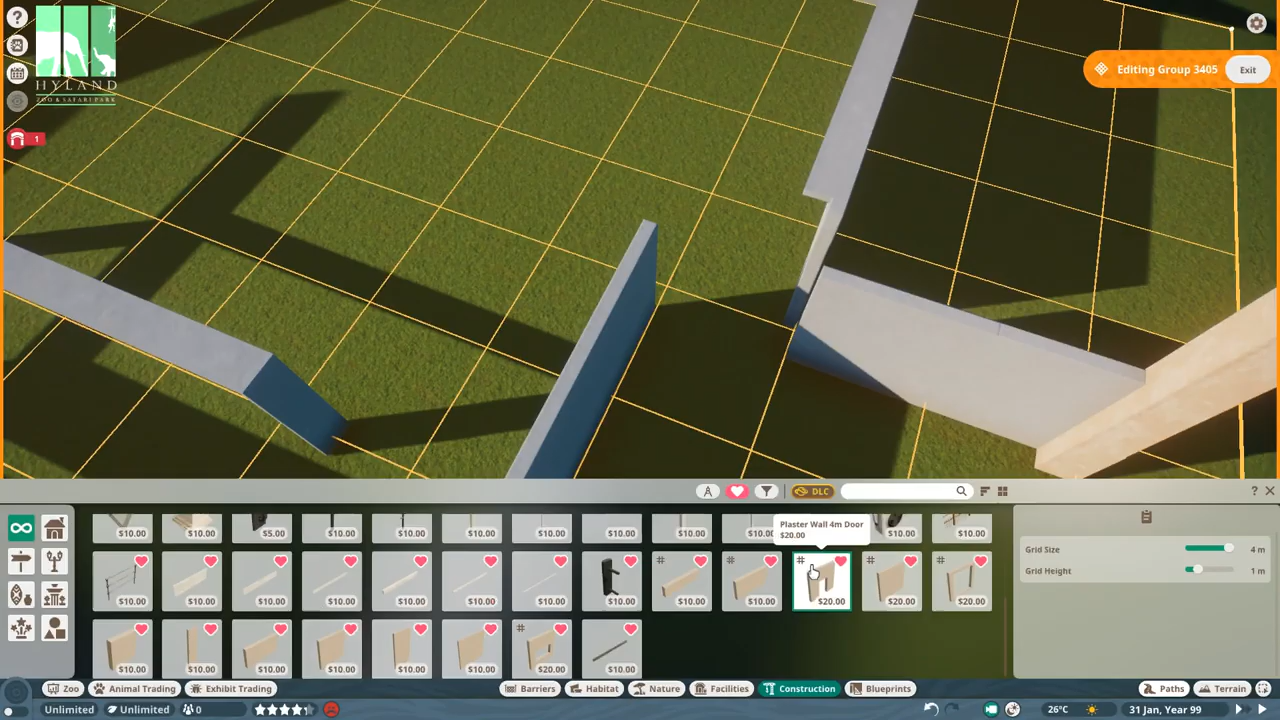 HYLAND
ZOO & SAFARI PARK
Editing Group 3405
Exit
1
DLC
Plaster Wall 4m Door
$20.00
$10.00 $10.00 $5.00 $10.00 $10.00 $10.00 $10.00 $10.00 $10.00 $10.00 $10.00 $10.00
$10.00 $10.00 $10.00 $10.00 $10.00 $10.00 $10.00 $10.00 $10.00 $10.00 $20.00 $20.00 $20.00
$10.00 $10.00 $10.00 $10.00 $10.00 $10.00 $20.00 $10.00
Grid Size 4 m
Grid Height 1 m
Zoo Animal Trading Exhibit Trading Barriers Habitat Nature Facilities Construction Blueprints Paths Terrain
Unlimited Unlimited 0 26°C 31 Jan, Year 99